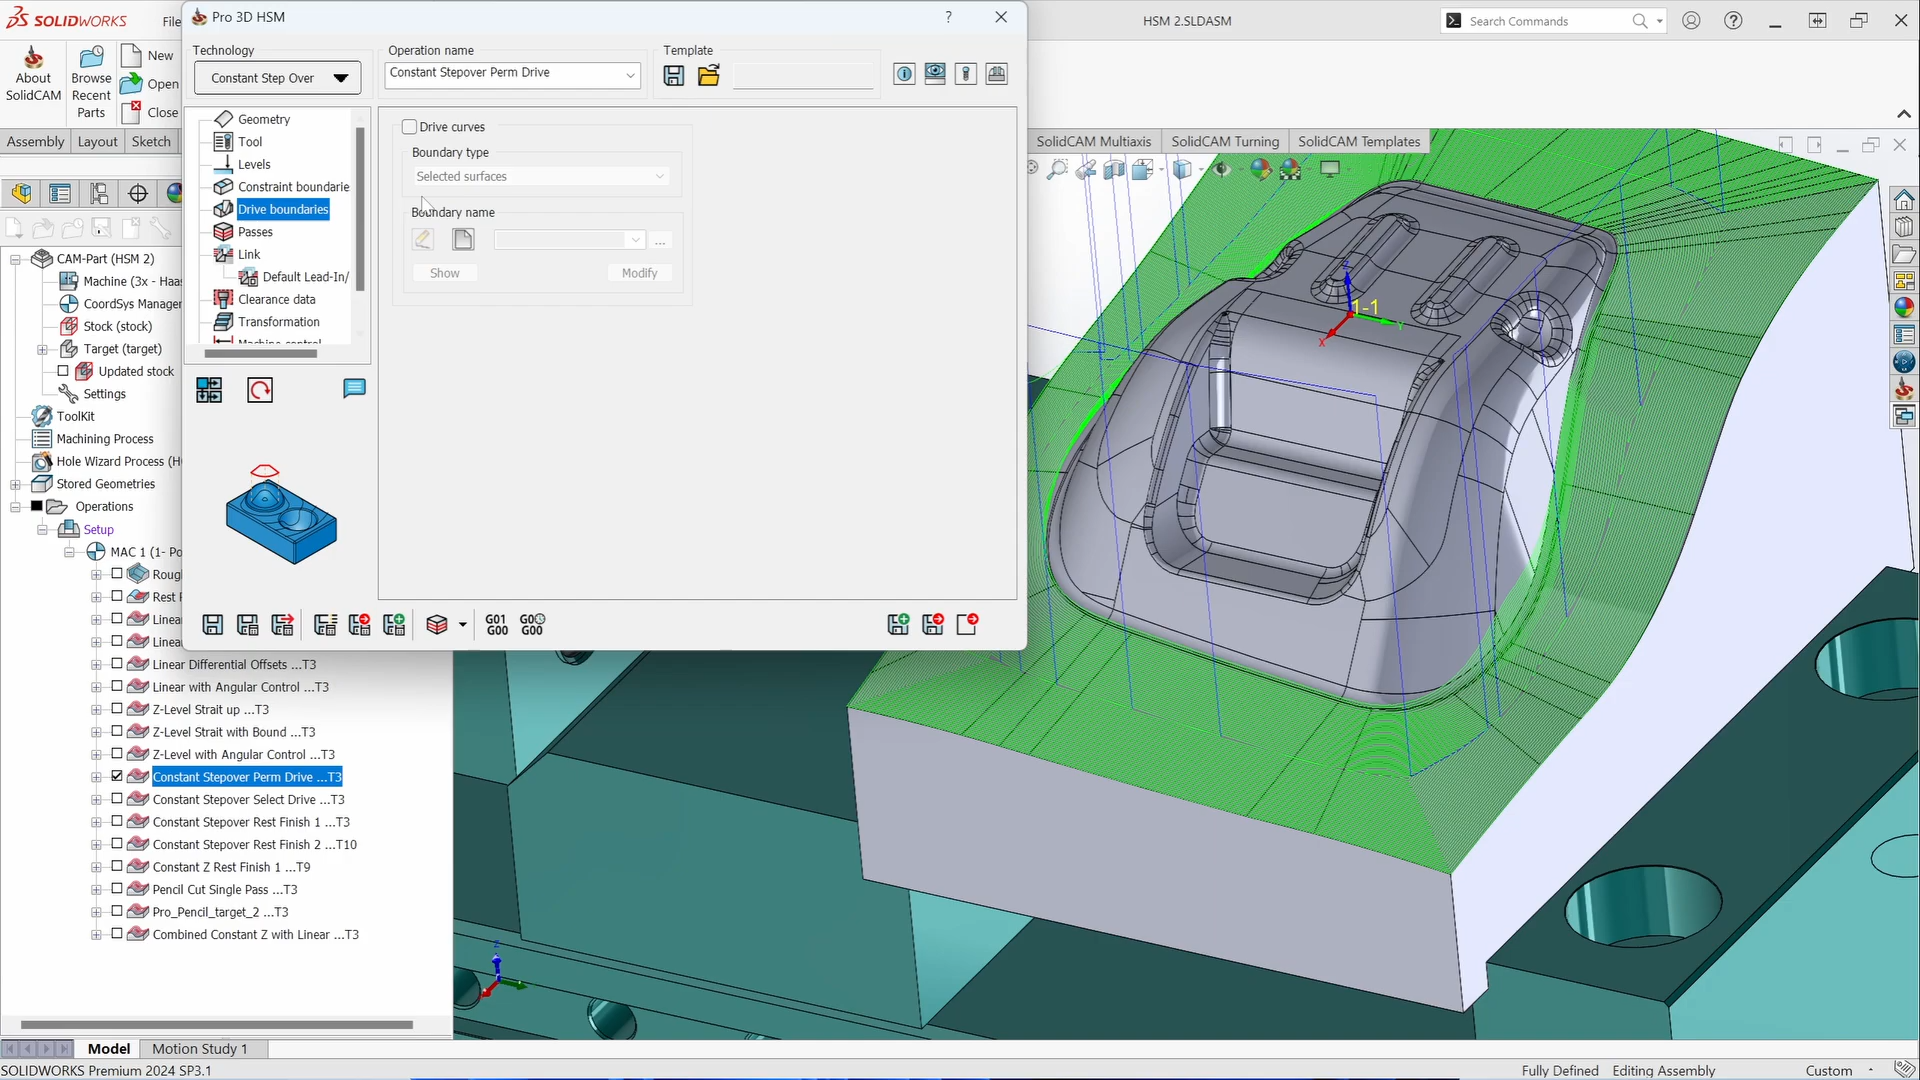 SOLIDWORKS
File
Pro 3D HSM
?
HSM 2.SLDASM
Search Commands
About
SolidCAM
Browse
Recent
Parts
New
Open
Close
Technology
Constant Step Over
Operation name
Constant Stepover Perm Drive
Template
Assembly
Layout
Sketch
SolidCAM Multiaxis
SolidCAM Turning
SolidCAM Templates
Geometry
Tool
Levels
Constraint boundarie
Drive boundaries
Passes
Link
Default Lead-In/
Clearance data
Transformation
Machine control
Drive curves
Boundary type
Selected surfaces
Boundary name
...
Show
Modify
G01
G00
G00
CAM-Part (HSM 2)
Machine (3x - Haas
CoordSys Manager
Stock (stock)
Target (target)
Updated stock
Settings
ToolKit
Machining Process
Hole Wizard Process (H
Stored Geometries
Operations
Setup
MAC 1 (1- Po
Roug
Rest F
Linea
Linea
Linear Differential Offsets ...T3
Linear with Angular Control ...T3
Z-Level Strait up ...T3
Z-Level Strait with Bound ...T3
Z-Level with Angular Control ...T3
Constant Stepover Perm Drive ...T3
Constant Stepover Select Drive ...T3
Constant Stepover Rest Finish 1 ...T3
Constant Stepover Rest Finish 2 ...T10
Constant Z Rest Finish 1 ...T9
Pencil Cut Single Pass ...T3
Pro_Pencil_target_2 ...T3
Combined Constant Z with Linear ...T3
1-1
Z
Y
X
Z
Model
Motion Study 1
SOLIDWORKS Premium 2024 SP3.1
Fully Defined
Editing Assembly
Custom